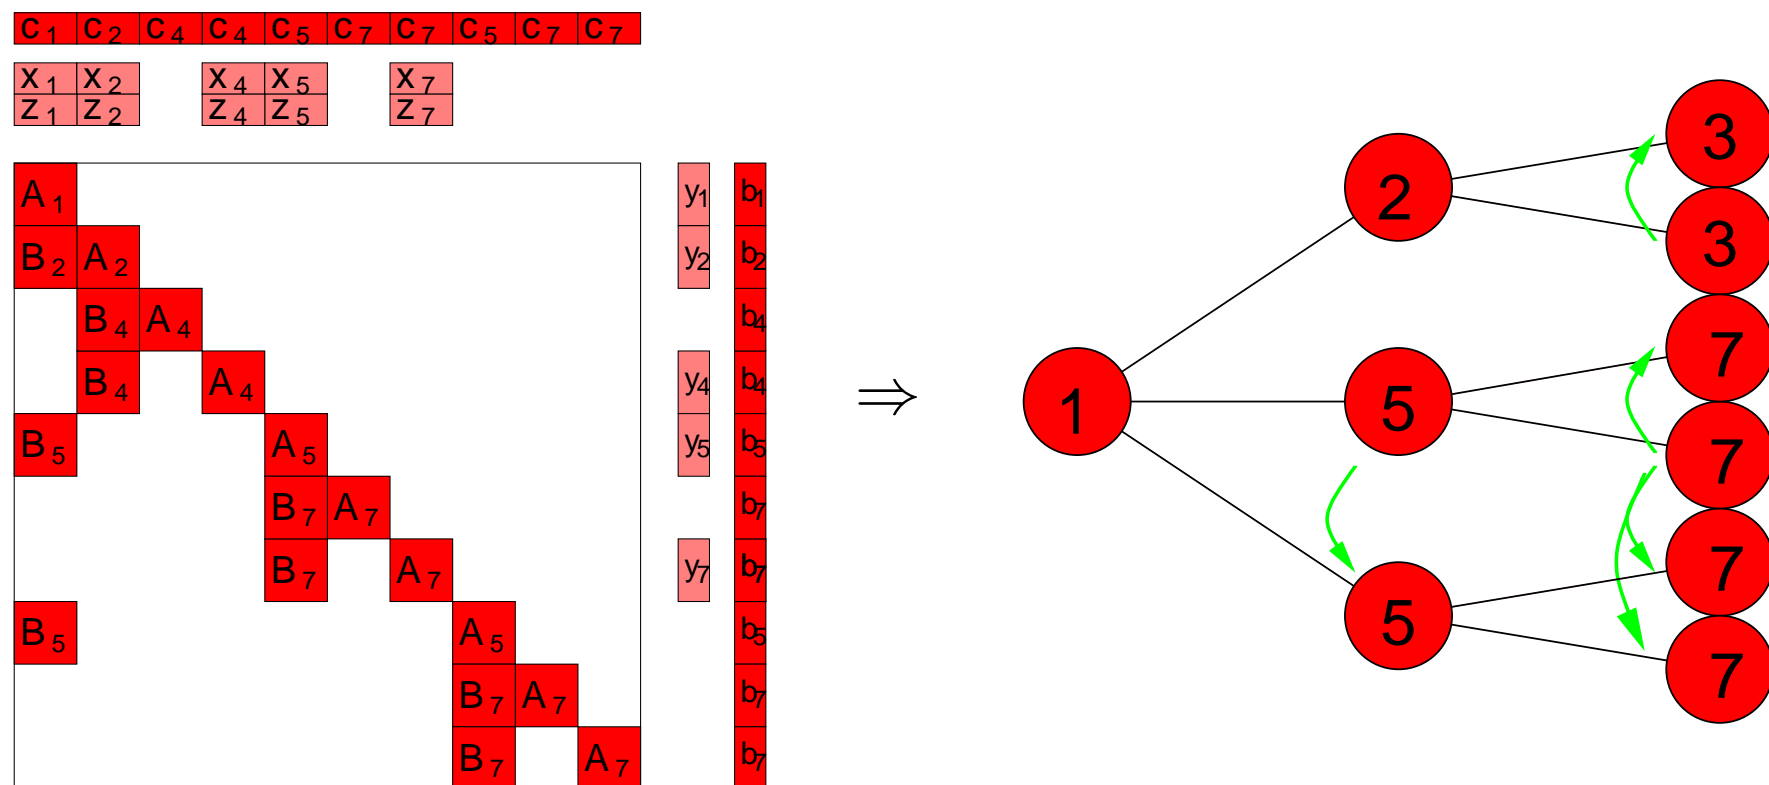 c1 c2 c4 c4 c5 c7 c7 c5 c7 c7
x1 x2 x4 x5 x7
z1 z2 z4 z5 z7
A1 y1 b1
B2 A2 y2 b2
B4 A4 b4
B4 A4 y4 b4
B5 A5 y5 b5
B7 A7 b7
B7 A7 y7 b7
B5 A5 b5
B7 A7 b7
B7 A7 b7
⇒
1
2
5
5
3
3
7
7
7
7